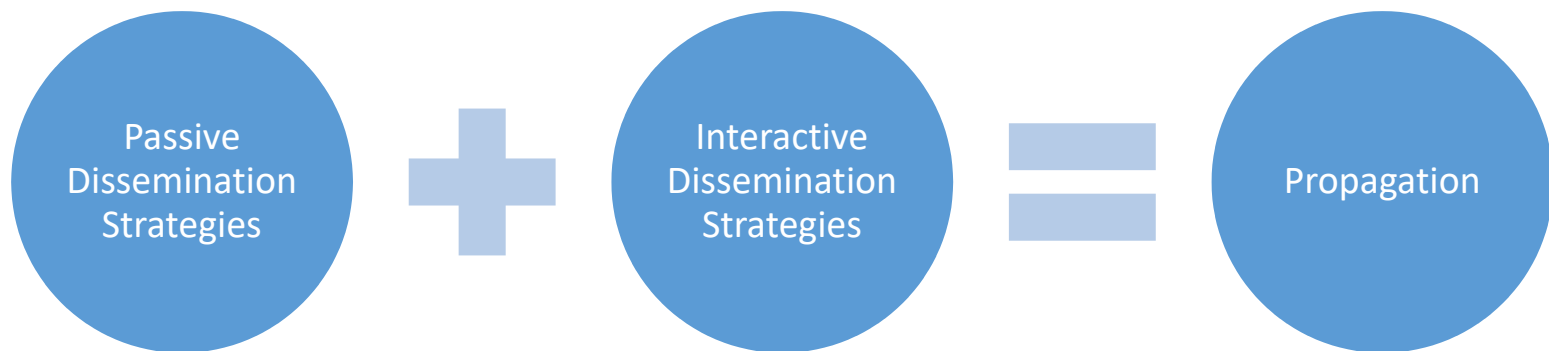 Passive
Dissemination
Strategies
Interactive
Dissemination
Strategies
Propagation